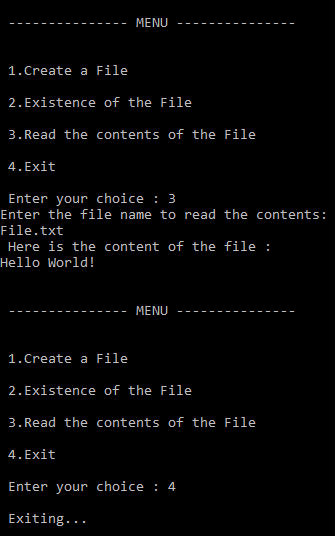 --------------- MENU ---------------
1.Create a File
2.Existence of the File
3.Read the contents of the File
4.Exit
Enter your choice : 3
Enter the file name to read the contents:
File.txt
Here is the content of the file :
Hello World!
--------------- MENU ---------------
1.Create a File
2.Existence of the File
3.Read the contents of the File
4.Exit
Enter your choice : 4
Exiting...